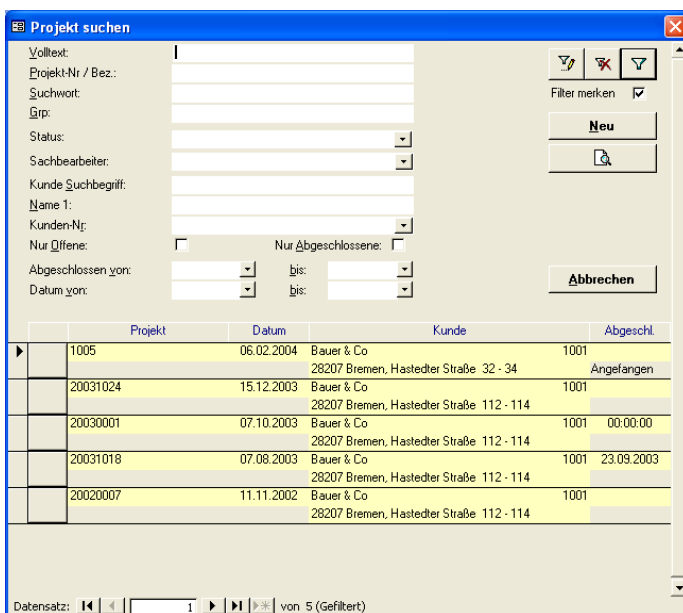 Projekt suchen
Volltext:
Projekt-Nr / Bez.:
Suchwort:
Filter merken
Grp:
Neu
Status:
Sachbearbeiter:
Kunde Suchbegriff:
Name 1:
Kunden-Nr:
Nur Offene: Nur Abgeschlossene:
Abgeschlossen von: bis:
Abbrechen
Datum von: bis:
Projekt Datum Kunde Abgeschl.
1005 06.02.2004 Bauer & Co 1001
28207 Bremen, Hastedter Straße 32 - 34 Angefangen
20031024 15.12.2003 Bauer & Co 1001
28207 Bremen, Hastedter Straße 112 - 114
20030001 07.10.2003 Bauer & Co 1001 00:00:00
28207 Bremen, Hastedter Straße 112 - 114
20031018 07.08.2003 Bauer & Co 1001 23.09.2003
28207 Bremen, Hastedter Straße 112 - 114
20020007 11.11.2002 Bauer & Co 1001
28207 Bremen, Hastedter Straße 112 - 114
Datensatz: 1 von 5 (Gefiltert)